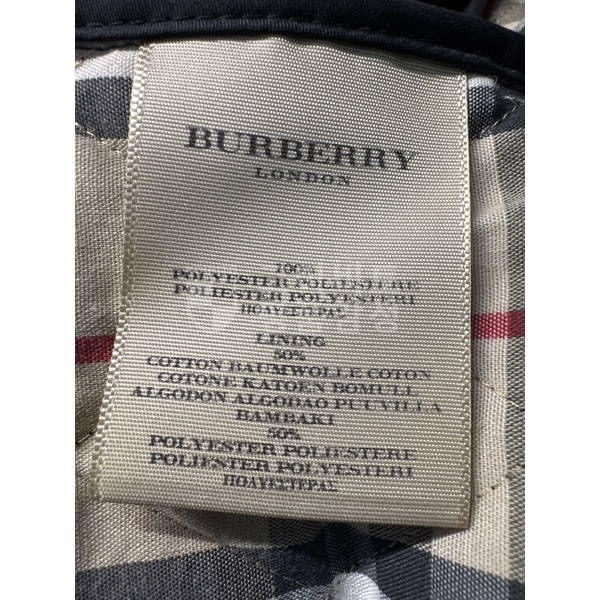 BURBERRY
LONDON
100%
POLYESTER POLIESTERE
POLIESTER POLYESTERI
ΠΟΛΥΕΣΤΕΡΑΣ
LINING
50%
COTTON BAUMWOLLE COTON
COTONE KATOEN BOMULL
ALGODON ALGODAO PUUVILLA
BAMBAKI
50%
POLYESTER POLIESTERE
POLIESTER POLYESTERI
ΠΟΛΥΕΣΤΕΡΑΣ